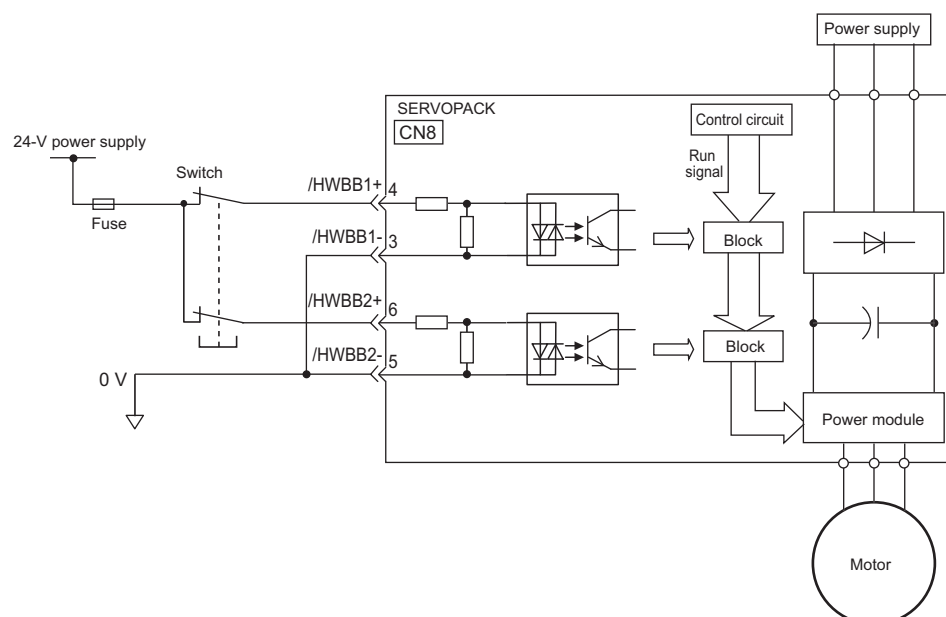 Power supply
SERVOPACK
CN8
Control circuit
24-V power supply
Run
signal
Switch
/HWBB1+
4
Fuse
/HWBB1-
3
Block
/HWBB2+
6
/HWBB2-
5
Block
0 V
Power module
Motor